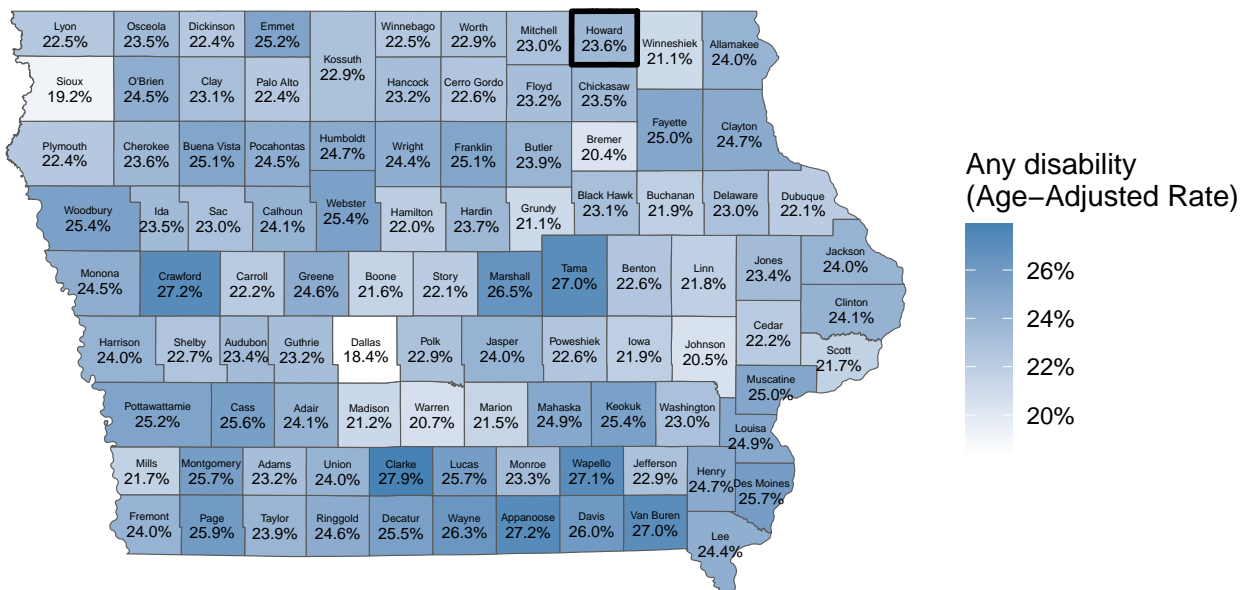 Lyon
22.5%
Osceola
23.5%
Dickinson
22.4%
Emmet
25.2%
Winnebago
22.5%
Worth
22.9%
Mitchell
23.0%
Howard
23.6%
Winneshiek
21.1%
Allamakee
24.0%
Kossuth
22.9%
Sioux
19.2%
O'Brien
24.5%
Clay
23.1%
Palo Alto
22.4%
Hancock
23.2%
Cerro Gordo
22.6%
Floyd
23.2%
Chickasaw
23.5%
Fayette
25.0%
Clayton
24.7%
Plymouth
22.4%
Cherokee
23.6%
Buena Vista
25.1%
Pocahontas
24.5%
Humboldt
24.7%
Wright
24.4%
Franklin
25.1%
Butler
23.9%
Bremer
20.4%
Woodbury
25.4%
Ida
23.5%
Sac
23.0%
Calhoun
24.1%
Webster
25.4%
Hamilton
22.0%
Hardin
23.7%
Grundy
21.1%
Black Hawk
23.1%
Buchanan
21.9%
Delaware
23.0%
Dubuque
22.1%
Monona
24.5%
Crawford
27.2%
Carroll
22.2%
Greene
24.6%
Boone
21.6%
Story
22.1%
Marshall
26.5%
Tama
27.0%
Benton
22.6%
Linn
21.8%
Jones
23.4%
Jackson
24.0%
Clinton
24.1%
Harrison
24.0%
Shelby
22.7%
Audubon
23.4%
Guthrie
23.2%
Dallas
18.4%
Polk
22.9%
Jasper
24.0%
Poweshiek
22.6%
Iowa
21.9%
Johnson
20.5%
Cedar
22.2%
Scott
21.7%
Muscatine
25.0%
Pottawattamie
25.2%
Cass
25.6%
Adair
24.1%
Madison
21.2%
Warren
20.7%
Marion
21.5%
Mahaska
24.9%
Keokuk
25.4%
Washington
23.0%
Louisa
24.9%
Mills
21.7%
Montgomery
25.7%
Adams
23.2%
Union
24.0%
Clarke
27.9%
Lucas
25.7%
Monroe
23.3%
Wapello
27.1%
Jefferson
22.9%
Henry
24.7%
Des Moines
25.7%
Fremont
24.0%
Page
25.9%
Taylor
23.9%
Ringgold
24.6%
Decatur
25.5%
Wayne
26.3%
Appanoose
27.2%
Davis
26.0%
Van Buren
27.0%
Lee
24.4%
Any disability
(Age−Adjusted Rate)
26%
24%
22%
20%